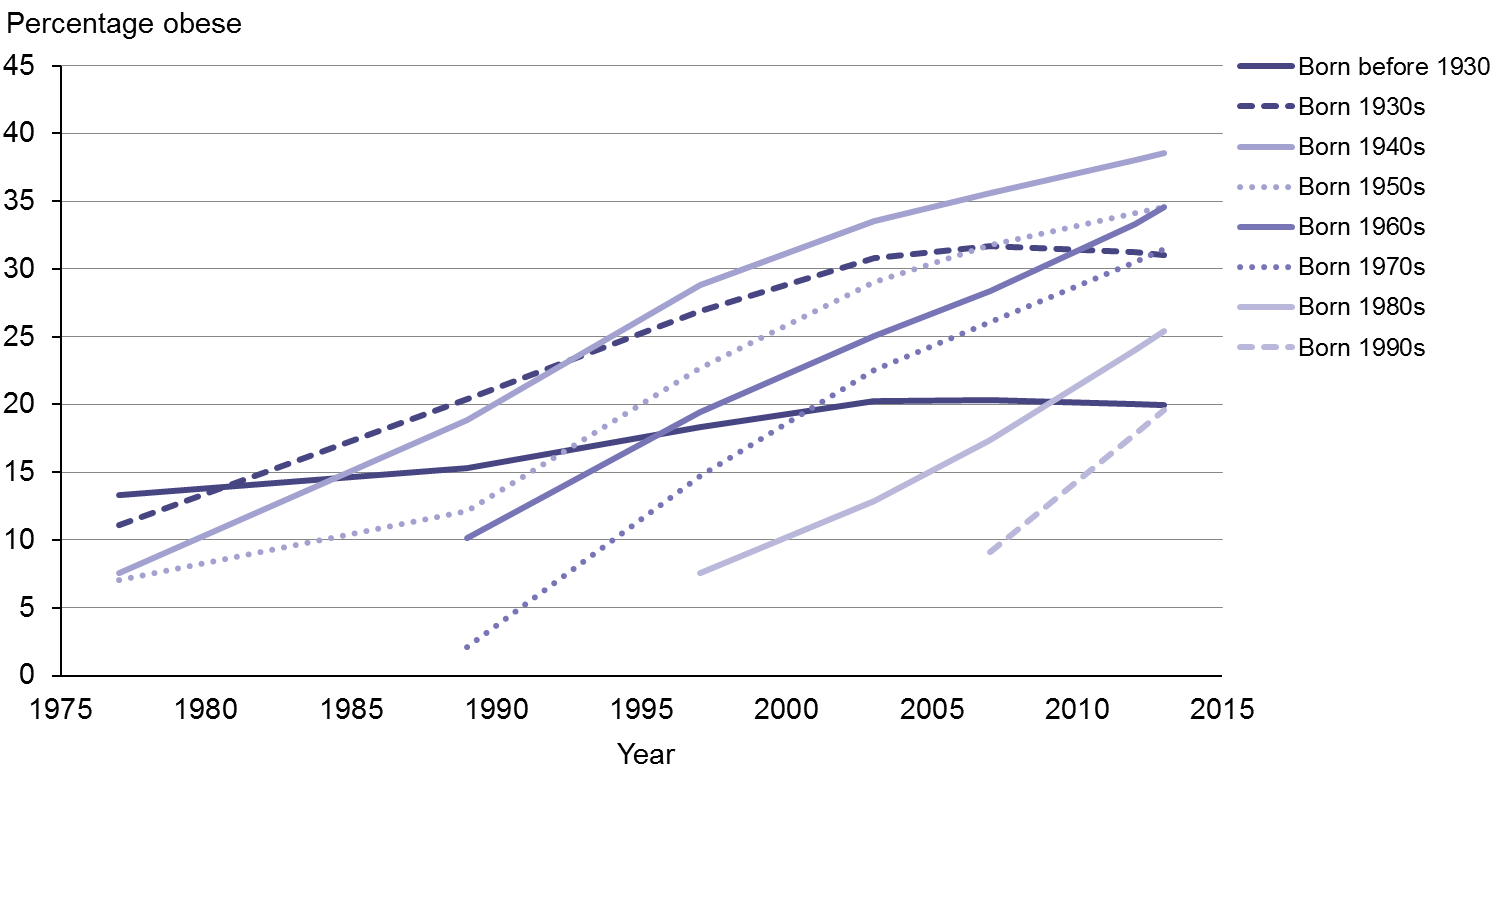 Percentage obese
45
40
35
30
25
20
15
10
5
0
1975 1980 1985 1990 1995 2000 2005 2010 2015
Year
Born before 1930
Born 1930s
Born 1940s
Born 1950s
Born 1960s
Born 1970s
Born 1980s
Born 1990s